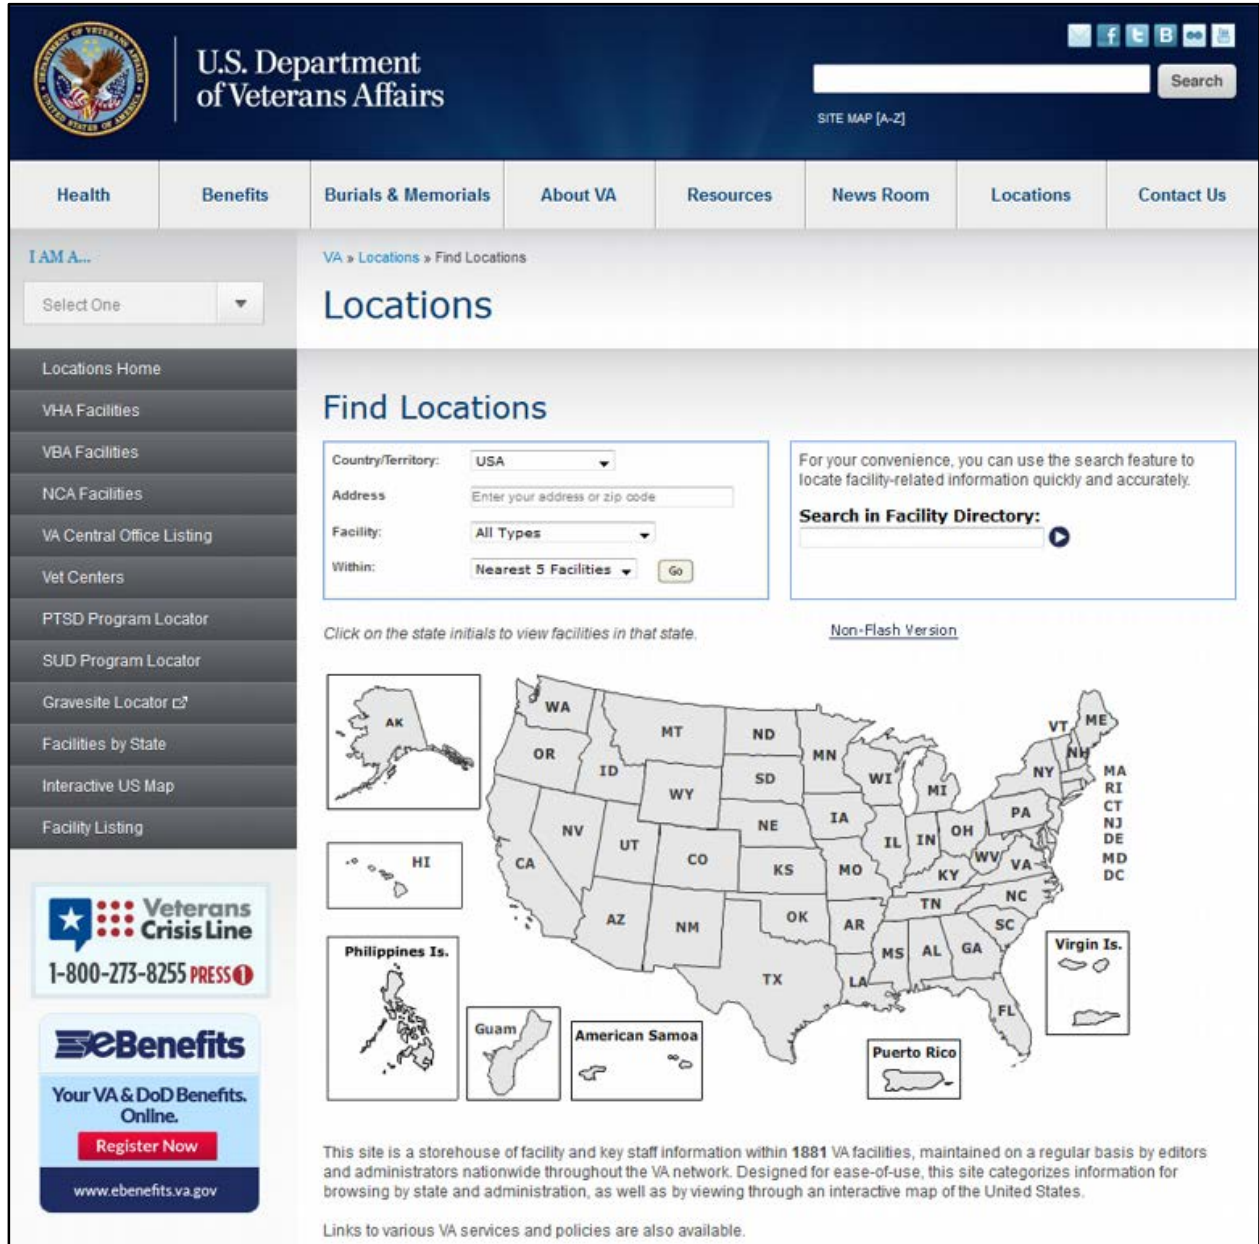 U.S. Department
of Veterans Affairs
Search
SITE MAP [A-Z]
Health
Benefits
Burials & Memorials
About VA
Resources
News Room
Locations
Contact Us
I AM A...
Select One
Locations Home
VHA Facilities
VBA Facilities
NCA Facilities
VA Central Office Listing
Vet Centers
PTSD Program Locator
SUD Program Locator
Gravesite Locator
Facilities by State
Interactive US Map
Facility Listing
Veterans
Crisis Line
1-800-273-8255 PRESS 1
eBenefits
Your VA & DoD Benefits.
Online.
Register Now
www.ebenefits.va.gov
VA » Locations » Find Locations
Locations
Find Locations
Country/Territory: USA
Address Enter your address or zip code
Facility: All Types
Within: Nearest 5 Facilities Go
For your convenience, you can use the search feature to
locate facility-related information quickly and accurately.
Search in Facility Directory:
Click on the state initials to view facilities in that state.
Non-Flash Version
AK
HI
Philippines Is.
Guam
American Samoa
Puerto Rico
Virgin Is.
WA
OR
CA
ID
NV
MT
WY
UT
AZ
CO
NM
ND
SD
NE
KS
OK
TX
MN
IA
MO
AR
LA
WI
IL
MI
IN
OH
KY
TN
MS
AL
GA
FL
SC
NC
VA
WV
PA
NY
VT
NH
ME
MA
RI
CT
NJ
DE
MD
DC
This site is a storehouse of facility and key staff information within 1881 VA facilities, maintained on a regular basis by editors
and administrators nationwide throughout the VA network. Designed for ease-of-use, this site categorizes information for
browsing by state and administration, as well as by viewing through an interactive map of the United States.
Links to various VA services and policies are also available.